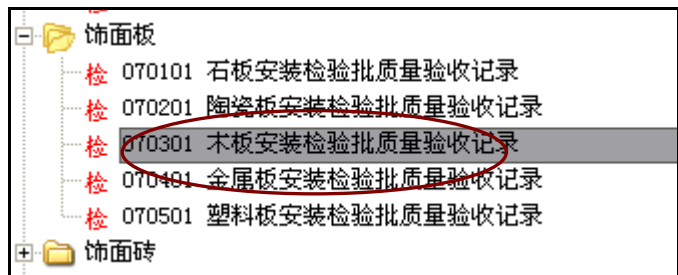 饰面板
检 070101 石板安装检验批质量验收记录
检 070201 陶瓷板安装检验批质量验收记录
检 070301 木板安装检验批质量验收记录
检 070401 金属板安装检验批质量验收记录
检 070501 塑料板安装检验批质量验收记录
饰面砖